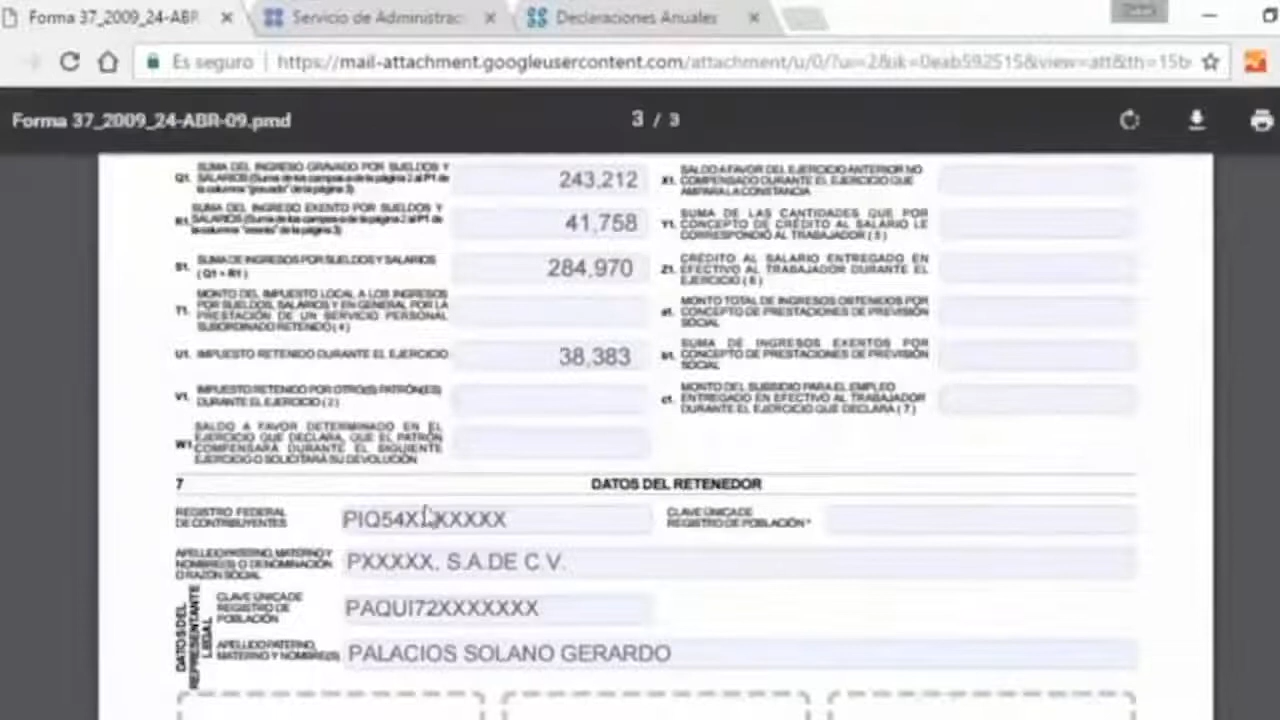 Forma 37_2009_24-ABR
Servicio de Administrac
Declaraciones Anuales
Es seguro
https://mail-attachment.googleusercontent.com/attachment/u/0/?ui=2&ik=0eab592515&view=att&th=15b
Forma 37_2009_24-ABR-09.pmd
3 / 3
Q1. SUMA DEL INGRESO GRAVADO POR SUELDOS Y
SALARIOS (Suma de los campos a de la página 2 al P1 de
la columna "gravado" de la página 3)
243,212
X1. SALDO A FAVOR DEL EJERCICIO ANTERIOR NO
COMPENSADO DURANTE EL EJERCICIO QUE
AMPARA LA CONSTANCIA
R1. SUMA DEL INGRESO EXENTO POR SUELDOS Y
SALARIOS (Suma de los campos a de la página 2 al P1 de
la columna "exento" de la página 3)
41,758
Y1. SUMA DE LAS CANTIDADES QUE POR
CONCEPTO DE CRÉDITO AL SALARIO LE
CORRESPONDIÓ AL TRABAJADOR ( 5 )
S1. SUMA DE INGRESOS POR SUELDOS Y SALARIOS
( Q1 + R1 )
284,970
Z1. CRÉDITO AL SALARIO ENTREGADO EN
EFECTIVO AL TRABAJADOR DURANTE EL
EJERCICIO ( 6 )
T1. MONTO DEL IMPUESTO LOCAL A LOS INGRESOS
POR SUELDOS, SALARIOS Y EN GENERAL POR LA
PRESTACIÓN DE UN SERVICIO PERSONAL
SUBORDINADO RETENIDO ( 4 )
a1. MONTO TOTAL DE INGRESOS OBTENIDOS POR
CONCEPTO DE PRESTACIONES DE PREVISIÓN
SOCIAL
U1. IMPUESTO RETENIDO DURANTE EL EJERCICIO
38,383
b1. SUMA DE INGRESOS EXENTOS POR
CONCEPTO DE PRESTACIONES DE PREVISIÓN
SOCIAL
V1. IMPUESTO RETENIDO POR OTRO(S) PATRÓN(ES)
DURANTE EL EJERCICIO ( 2 )
c1. MONTO DEL SUBSIDIO PARA EL EMPLEO
ENTREGADO EN EFECTIVO AL TRABAJADOR
DURANTE EL EJERCICIO QUE DECLARA ( 7 )
W1. SALDO A FAVOR DETERMINADO EN EL
EJERCICIO QUE DECLARA, QUE EL PATRÓN
COMPENSARÁ DURANTE EL SIGUIENTE
EJERCICIO O SOLICITARÁ SU DEVOLUCIÓN
7 DATOS DEL RETENEDOR
REGISTRO FEDERAL
DE CONTRIBUYENTES
CLAVE ÚNICA DE
REGISTRO DE POBLACIÓN *
APELLIDO PATERNO, MATERNO Y
NOMBRE(S) O DENOMINACIÓN
O RAZÓN SOCIAL
PXXXXX, S.A.DE C.V.
DATOS DEL
REPRESENTANTE
LEGAL
CLAVE ÚNICA DE
REGISTRO DE
POBLACIÓN
PAQUI72XXXXXXX
APELLIDO PATERNO,
MATERNO Y NOMBRE(S)
PALACIOS SOLANO GERARDO